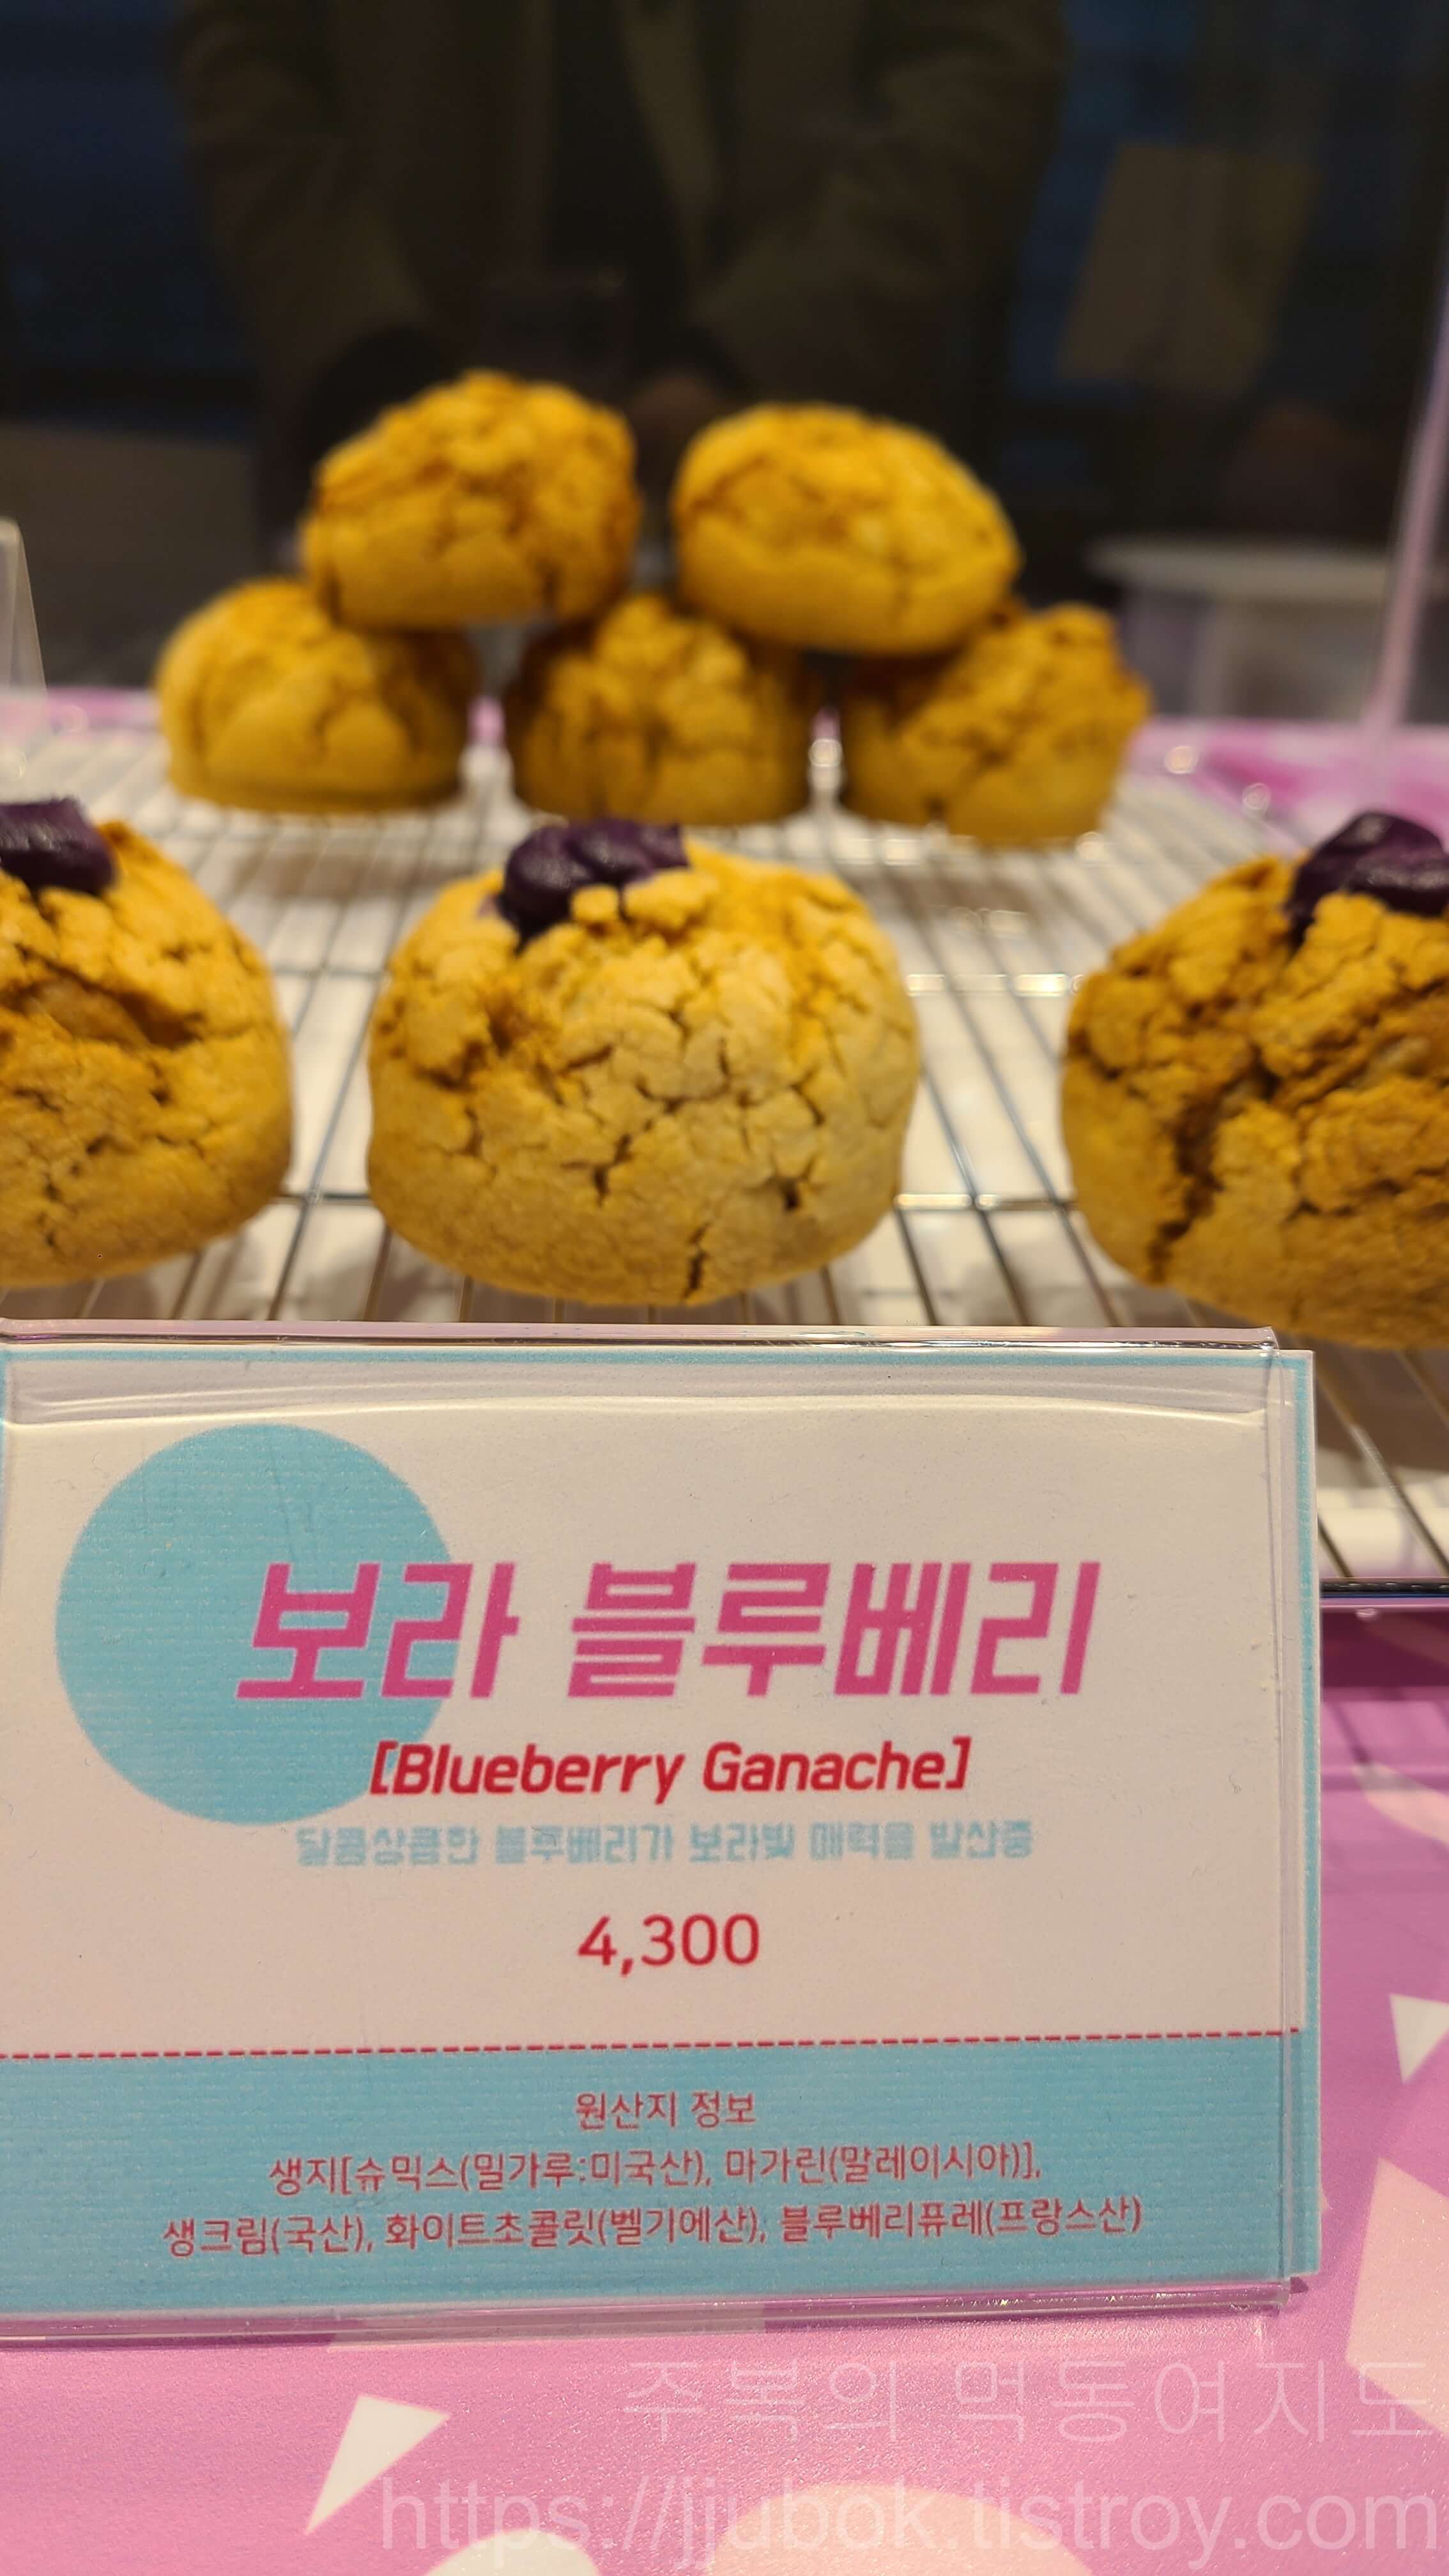 보라 블루베리
[Blueberry Ganache]
달콤상큼한 블루베리가 보라빛 매력을 발산중
4,300
원산지 정보
생지[슈믹스(밀가루:미국산), 마가린(말레이시아)],
생크림(국산), 화이트초콜릿(벨기에산), 블루베리퓨레(프랑스산)
주복의 먹동여지도
https://jjubok.tistroy.com